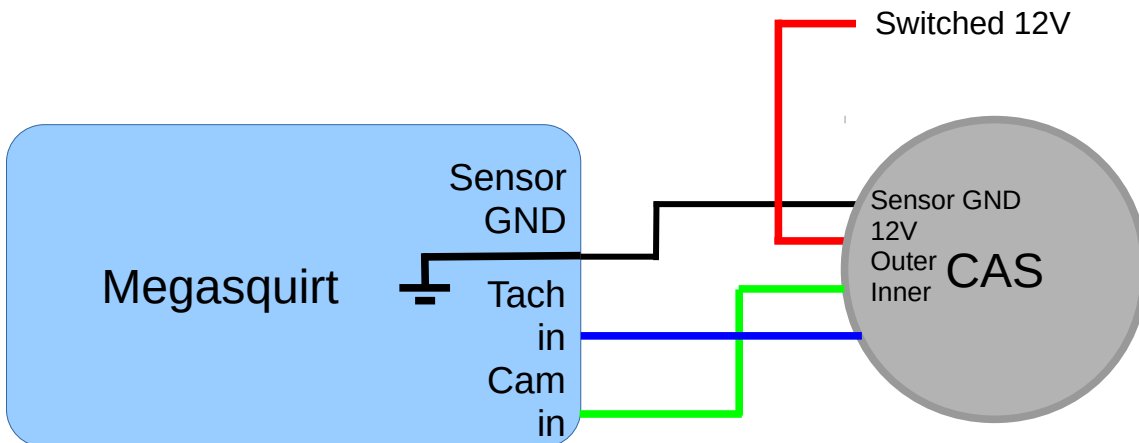 Switched 12V
Sensor
GND
Megasquirt
Tach
in
Cam
in
Sensor GND
12V
Outer
Inner
CAS